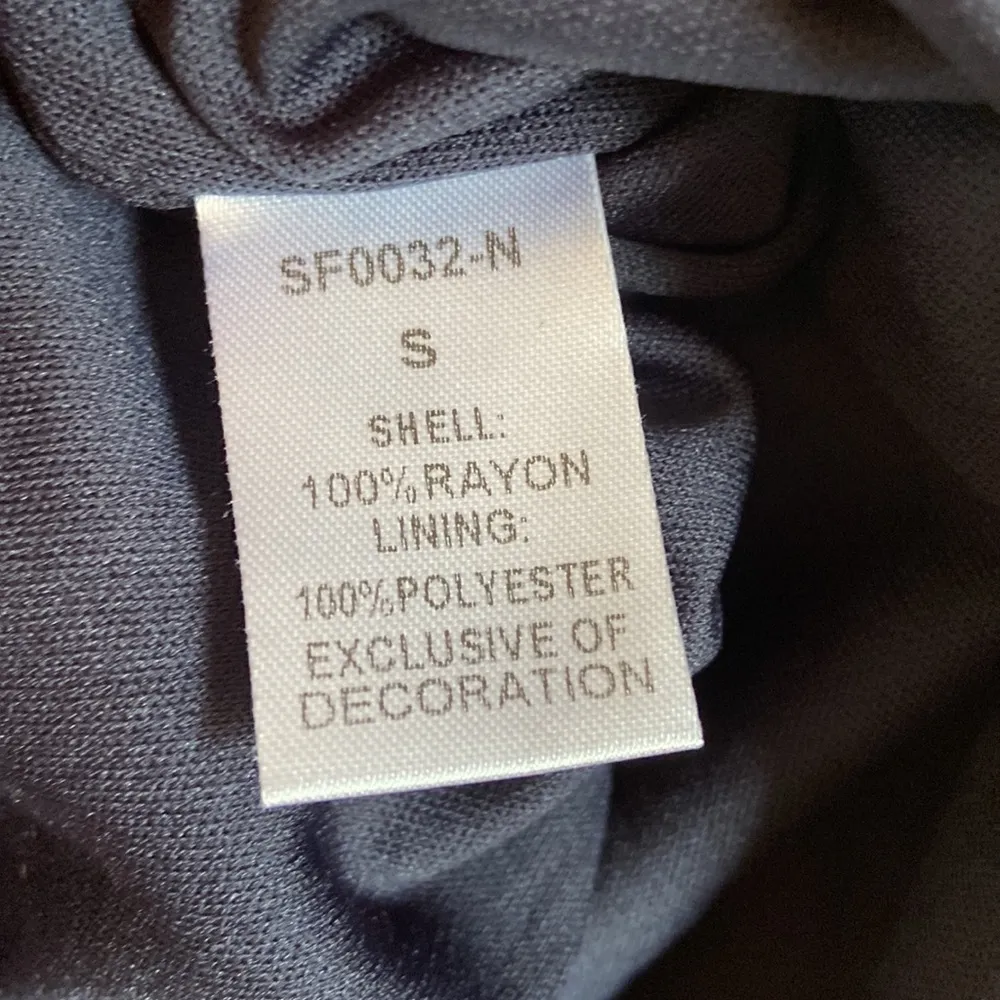 SF0032-N
S
SHELL:
100%RAYON
LINING:
100%POLYESTER
EXCLUSIVE OF
DECORATION